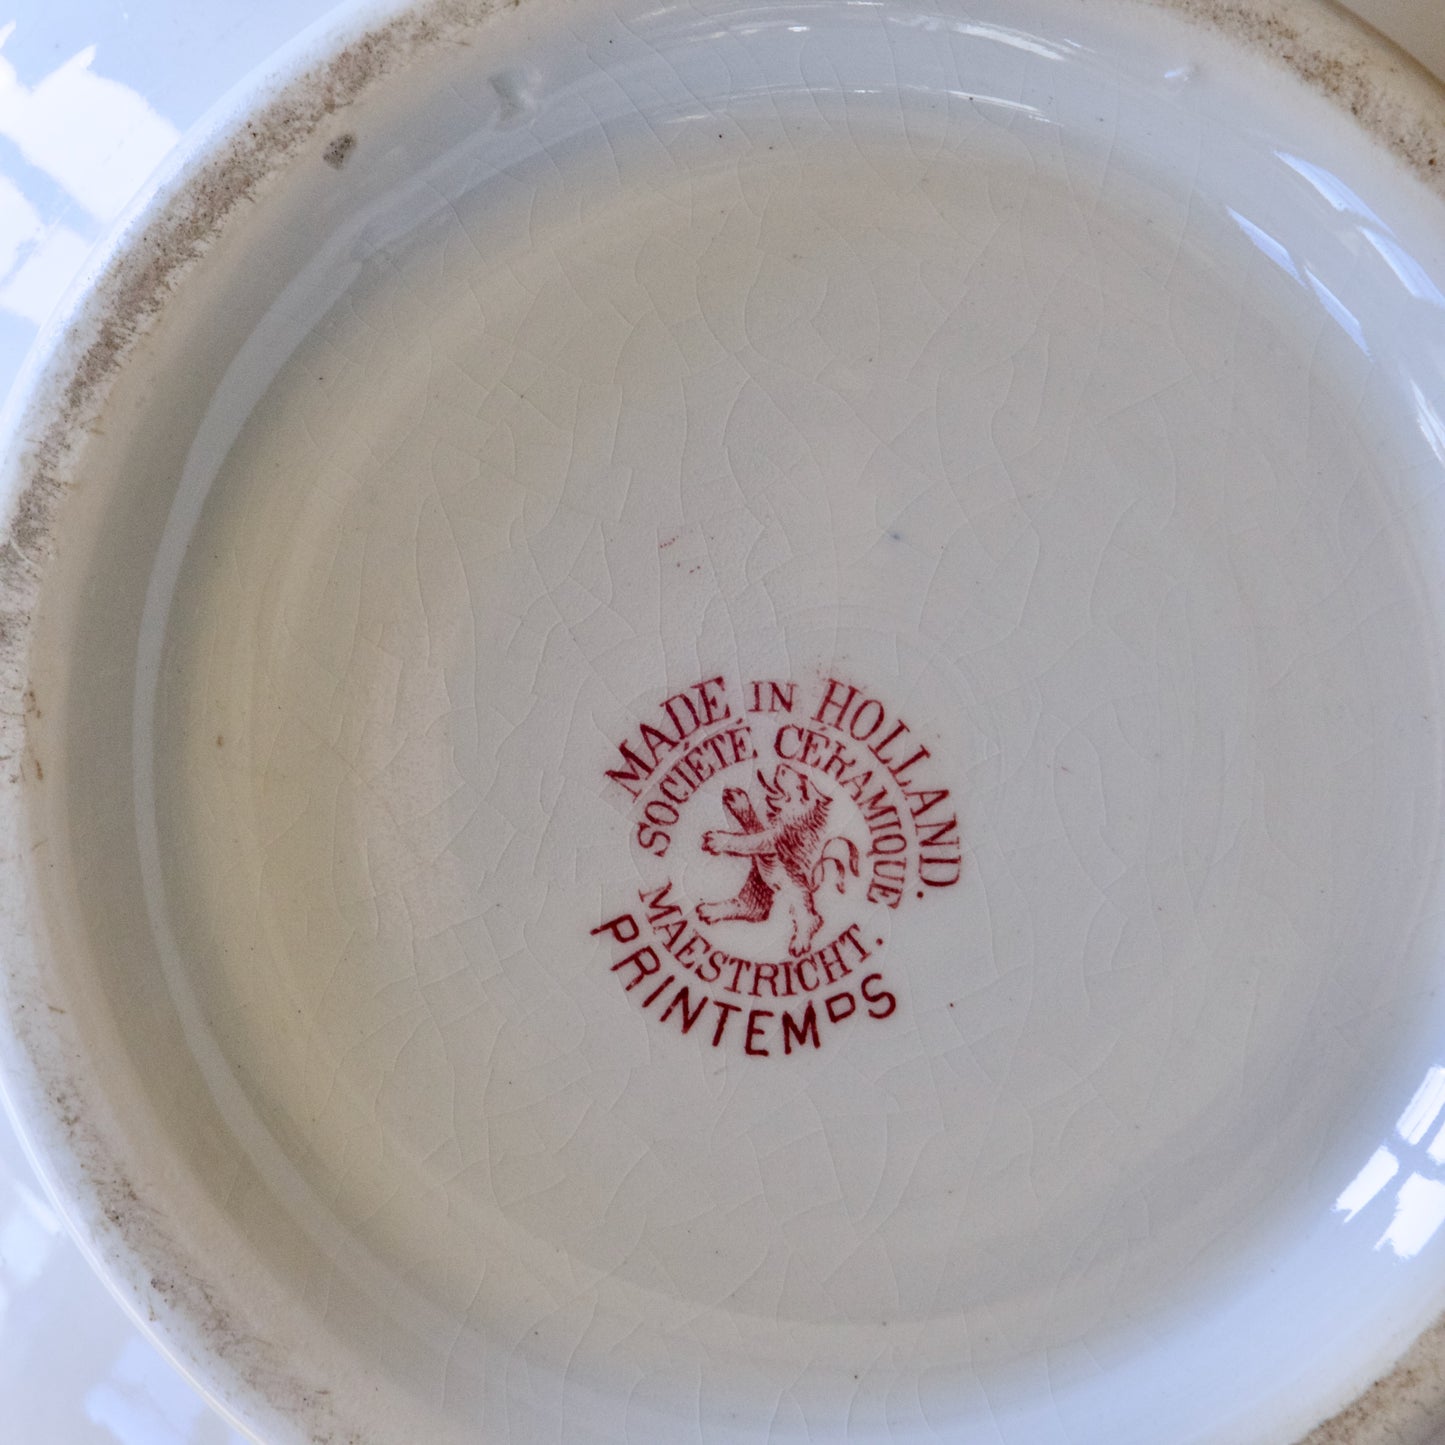 MADE IN HOLLAND.
SOCIÉTÉ CÉRAMIQUE
MAESTRICHT.
PRINTEMPS